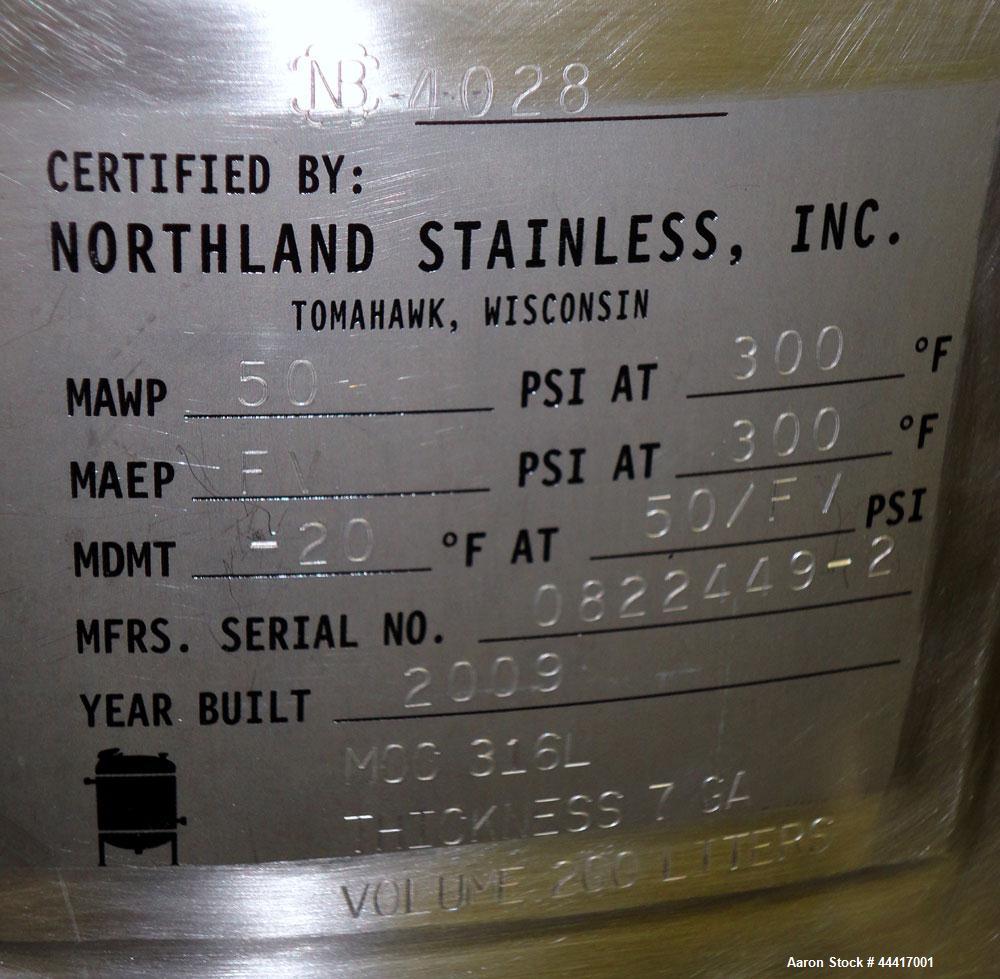 NB 4028
CERTIFIED BY:
NORTHLAND STAINLESS, INC.
TOMAHAWK, WISCONSIN
MAWP 50 PSI AT 300 °F
MAEP FV PSI AT 300 °F
MDMT -20 °F AT 50/FV PSI
MFRS. SERIAL NO. 0822449-2
YEAR BUILT 2009
MOC 316L
THICKNESS 7 GA
VOLUME 200 LITERS
Aaron Stock # 44417001